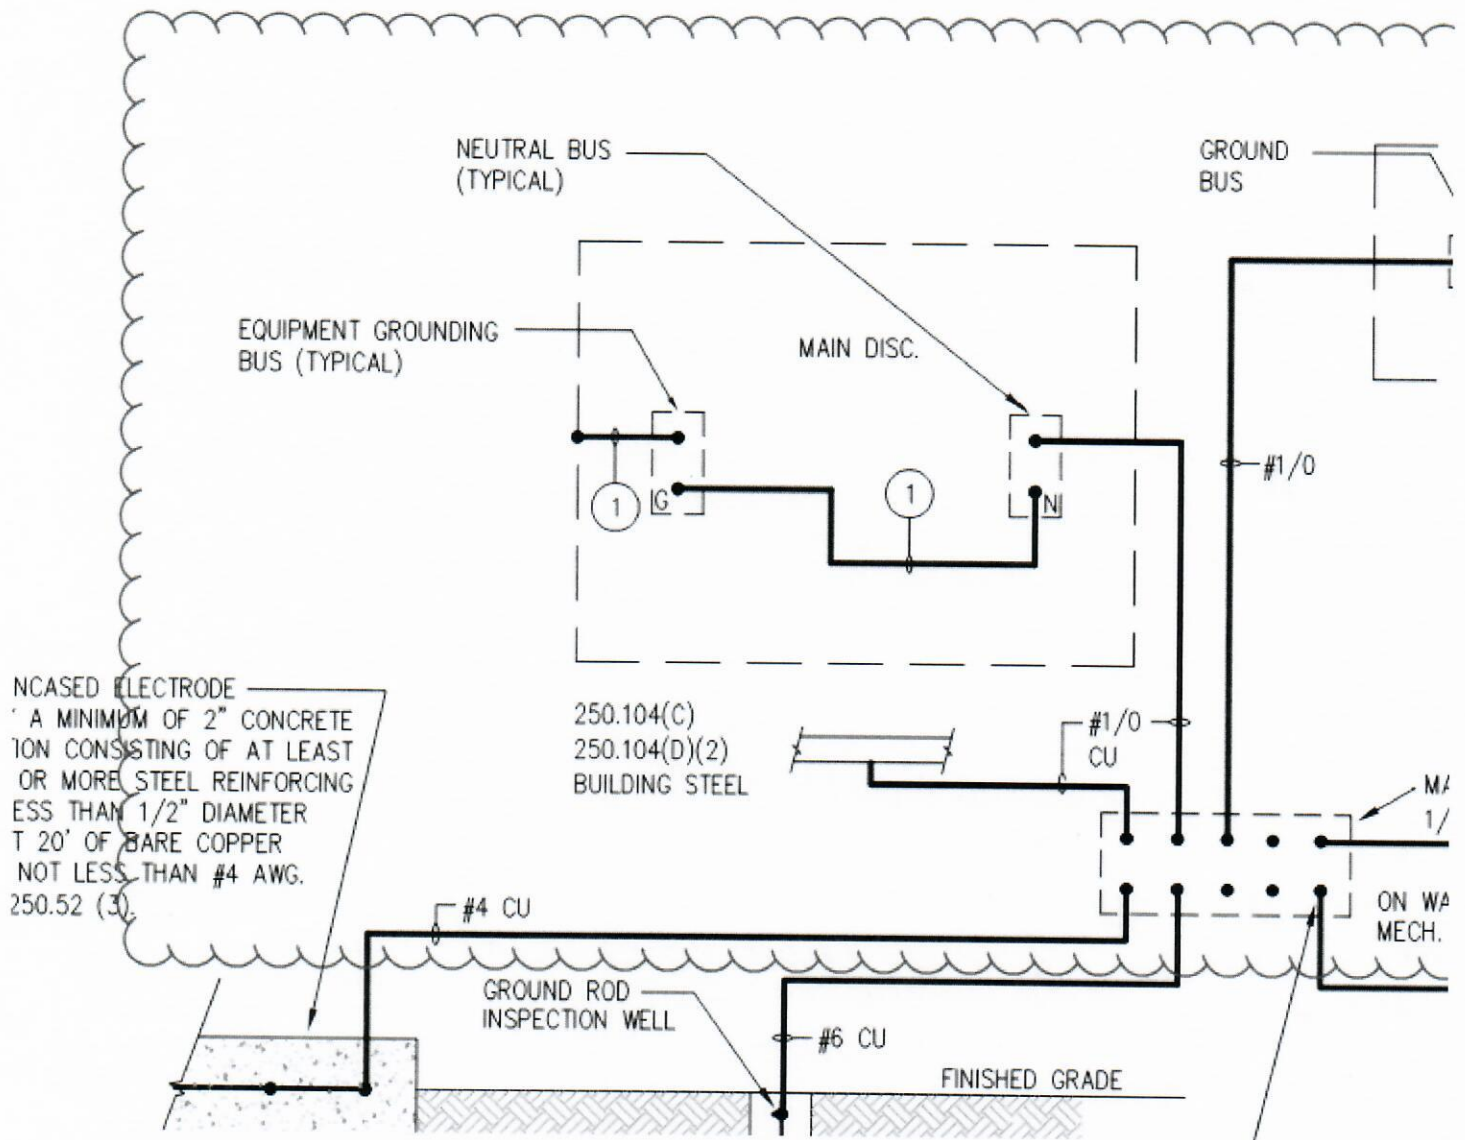 NEUTRAL BUS
(TYPICAL)
GROUND
BUS
EQUIPMENT GROUNDING
BUS (TYPICAL)
MAIN DISC.
1
G
1
N
#1/0
NCASED ELECTRODE
A MINIMUM OF 2" CONCRETE
ION CONSISTING OF AT LEAST
OR MORE STEEL REINFORCING
ESS THAN 1/2" DIAMETER
T 20' OF BARE COPPER
NOT LESS THAN #4 AWG.
250.52 (3).
250.104(C)
250.104(D)(2)
BUILDING STEEL
#1/0
CU
MA
1/
ON WA
MECH.
#4 CU
GROUND ROD
INSPECTION WELL
#6 CU
FINISHED GRADE